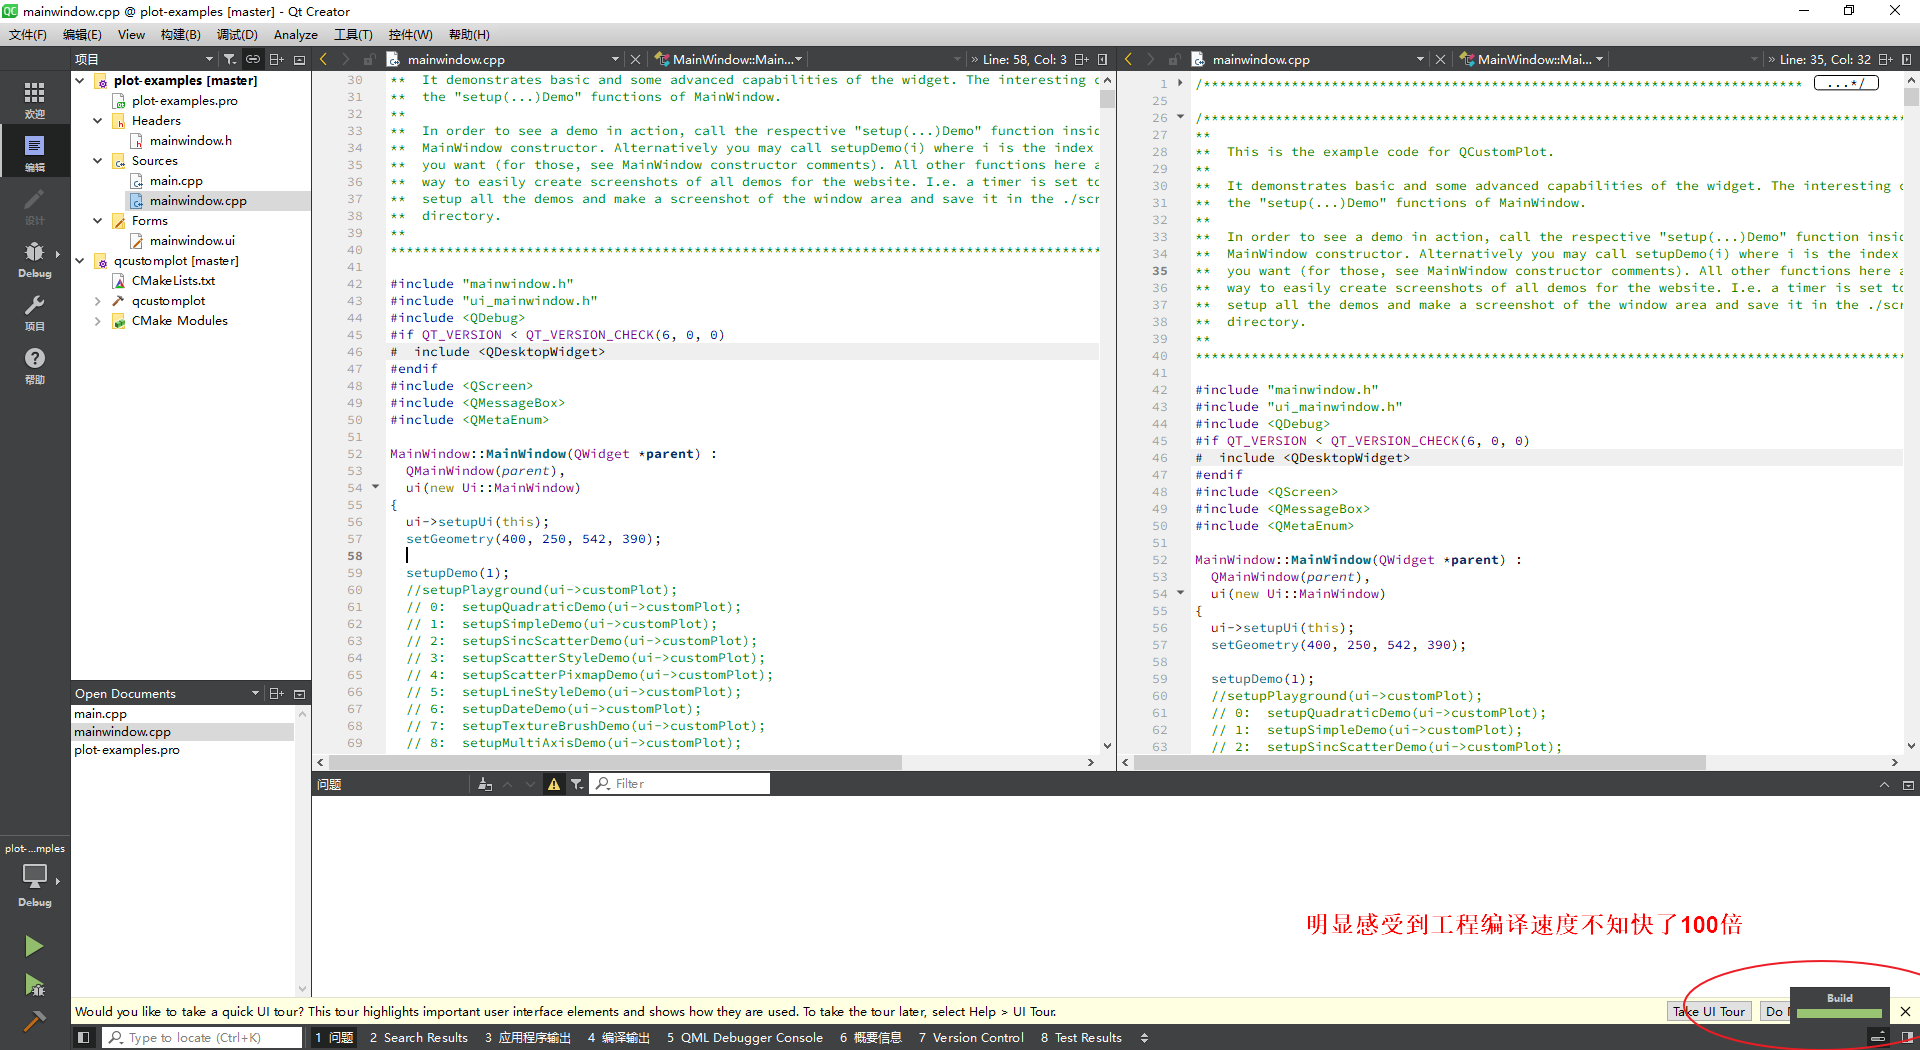 mainwindow.cpp @ plot-examples [master] - Qt Creator
文件(F) 编辑(E) View 构建(B) 调试(D) Analyze 工具(T) 控件(W) 帮助(H)
欢迎
编辑
设计
Debug
项目
帮助
plot-...mples
Debug
项目
plot-examples [master]
plot-examples.pro
Headers
mainwindow.h
Sources
main.cpp
mainwindow.cpp
Forms
mainwindow.ui
qcustomplot [master]
CMakeLists.txt
qcustomplot
CMake Modules
Open Documents
main.cpp
mainwindow.cpp
plot-examples.pro
mainwindow.cpp MainWindow::Main... » Line: 58, Col: 3
30 ** It demonstrates basic and some advanced capabilities of the widget. The interesting
31 ** the "setup(...)Demo" functions of MainWindow.
32 **
33 ** In order to see a demo in action, call the respective "setup(...)Demo" function insi
34 ** MainWindow constructor. Alternatively you may call setupDemo(i) where i is the index
35 ** you want (for those, see MainWindow constructor comments). All other functions here a
36 ** way to easily create screenshots of all demos for the website. I.e. a timer is set to
37 ** setup all the demos and make a screenshot of the window area and save it in the ./scr
38 ** directory.
39 **
40 *****************************************************************************************
41
42 #include "mainwindow.h"
43 #include "ui_mainwindow.h"
44 #include <QDebug>
45 #if QT_VERSION < QT_VERSION_CHECK(6, 0, 0)
46 #  include <QDesktopWidget>
47 #endif
48 #include <QScreen>
49 #include <QMessageBox>
50 #include <QMetaEnum>
51
52 MainWindow::MainWindow(QWidget *parent) :
53 QMainWindow(parent),
54 ui(new Ui::MainWindow)
55 {
56 ui->setupUi(this);
57 setGeometry(400, 250, 542, 390);
58
59 setupDemo(1);
60 //setupPlayground(ui->customPlot);
61 // 0:  setupQuadraticDemo(ui->customPlot);
62 // 1:  setupSimpleDemo(ui->customPlot);
63 // 2:  setupSincScatterDemo(ui->customPlot);
64 // 3:  setupScatterStyleDemo(ui->customPlot);
65 // 4:  setupScatterPixmapDemo(ui->customPlot);
66 // 5:  setupLineStyleDemo(ui->customPlot);
67 // 6:  setupDateDemo(ui->customPlot);
68 // 7:  setupTextureBrushDemo(ui->customPlot);
69 // 8:  setupMultiAxisDemo(ui->customPlot);
mainwindow.cpp MainWindow::Mai... » Line: 35, Col: 32
1 /*************************************************************************** ...*/
25
26 /*****************************************************************************************
27 **
28 ** This is the example code for QCustomPlot.
29 **
30 ** It demonstrates basic and some advanced capabilities of the widget. The interesting
31 ** the "setup(...)Demo" functions of MainWindow.
32 **
33 ** In order to see a demo in action, call the respective "setup(...)Demo" function insi
34 ** MainWindow constructor. Alternatively you may call setupDemo(i) where i is the index
35 ** you want (for those, see MainWindow constructor comments). All other functions here a
36 ** way to easily create screenshots of all demos for the website. I.e. a timer is set to
37 ** setup all the demos and make a screenshot of the window area and save it in the ./scr
38 ** directory.
39 **
40 *****************************************************************************************
41
42 #include "mainwindow.h"
43 #include "ui_mainwindow.h"
44 #include <QDebug>
45 #if QT_VERSION < QT_VERSION_CHECK(6, 0, 0)
46 #  include <QDesktopWidget>
47 #endif
48 #include <QScreen>
49 #include <QMessageBox>
50 #include <QMetaEnum>
51
52 MainWindow::MainWindow(QWidget *parent) :
53 QMainWindow(parent),
54 ui(new Ui::MainWindow)
55 {
56 ui->setupUi(this);
57 setGeometry(400, 250, 542, 390);
58
59 setupDemo(1);
60 //setupPlayground(ui->customPlot);
61 // 0:  setupQuadraticDemo(ui->customPlot);
62 // 1:  setupSimpleDemo(ui->customPlot);
63 // 2:  setupSincScatterDemo(ui->customPlot);
问题 Filter
明显感受到工程编译速度不知快了100倍
Would you like to take a quick UI tour? This tour highlights important user interface elements and shows how they are used. To take the tour later, select Help > UI Tour. Take UI Tour Do
Build
Type to locate (Ctrl+K) 1 问题 2 Search Results 3 应用程序输出 4 编译输出 5 QML Debugger Console 6 概要信息 7 Version Control 8 Test Results